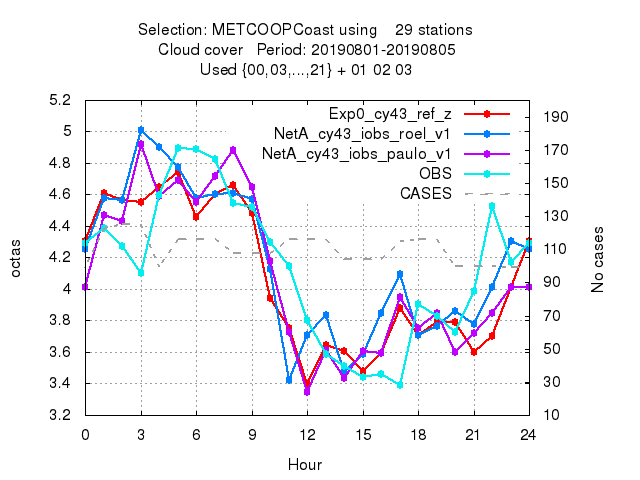 Selection: METCOOPCoast using    29 stations
Cloud cover   Period: 20190801-20190805
Used {00,03,...,21} + 01 02 03
Exp0_cy43_ref_z
NetA_cy43_iobs_roel_v1
NetA_cy43_iobs_paulo_v1
OBS
CASES
5.2
5
4.8
4.6
4.4
4.2
4
3.8
3.6
3.4
3.2
octas
190
170
150
130
110
90
70
50
30
10
No cases
0 3 6 9 12 15 18 21 24
Hour